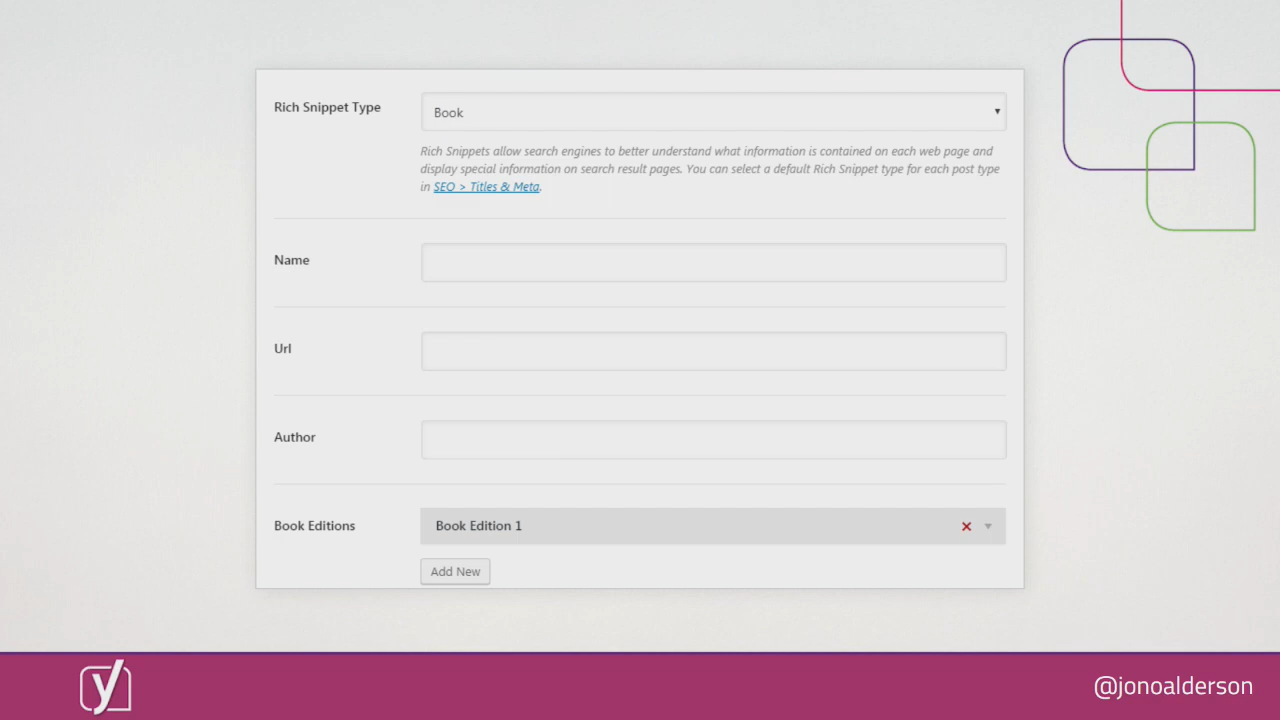 Rich Snippet Type
Book
Rich Snippets allow search engines to better understand what information is contained on each web page and
display special information on search result pages. You can select a default Rich Snippet type for each post type
in SEO > Titles & Meta.
Name
Url
Author
Book Editions
Book Edition 1
Add New
y
@jonoalderson